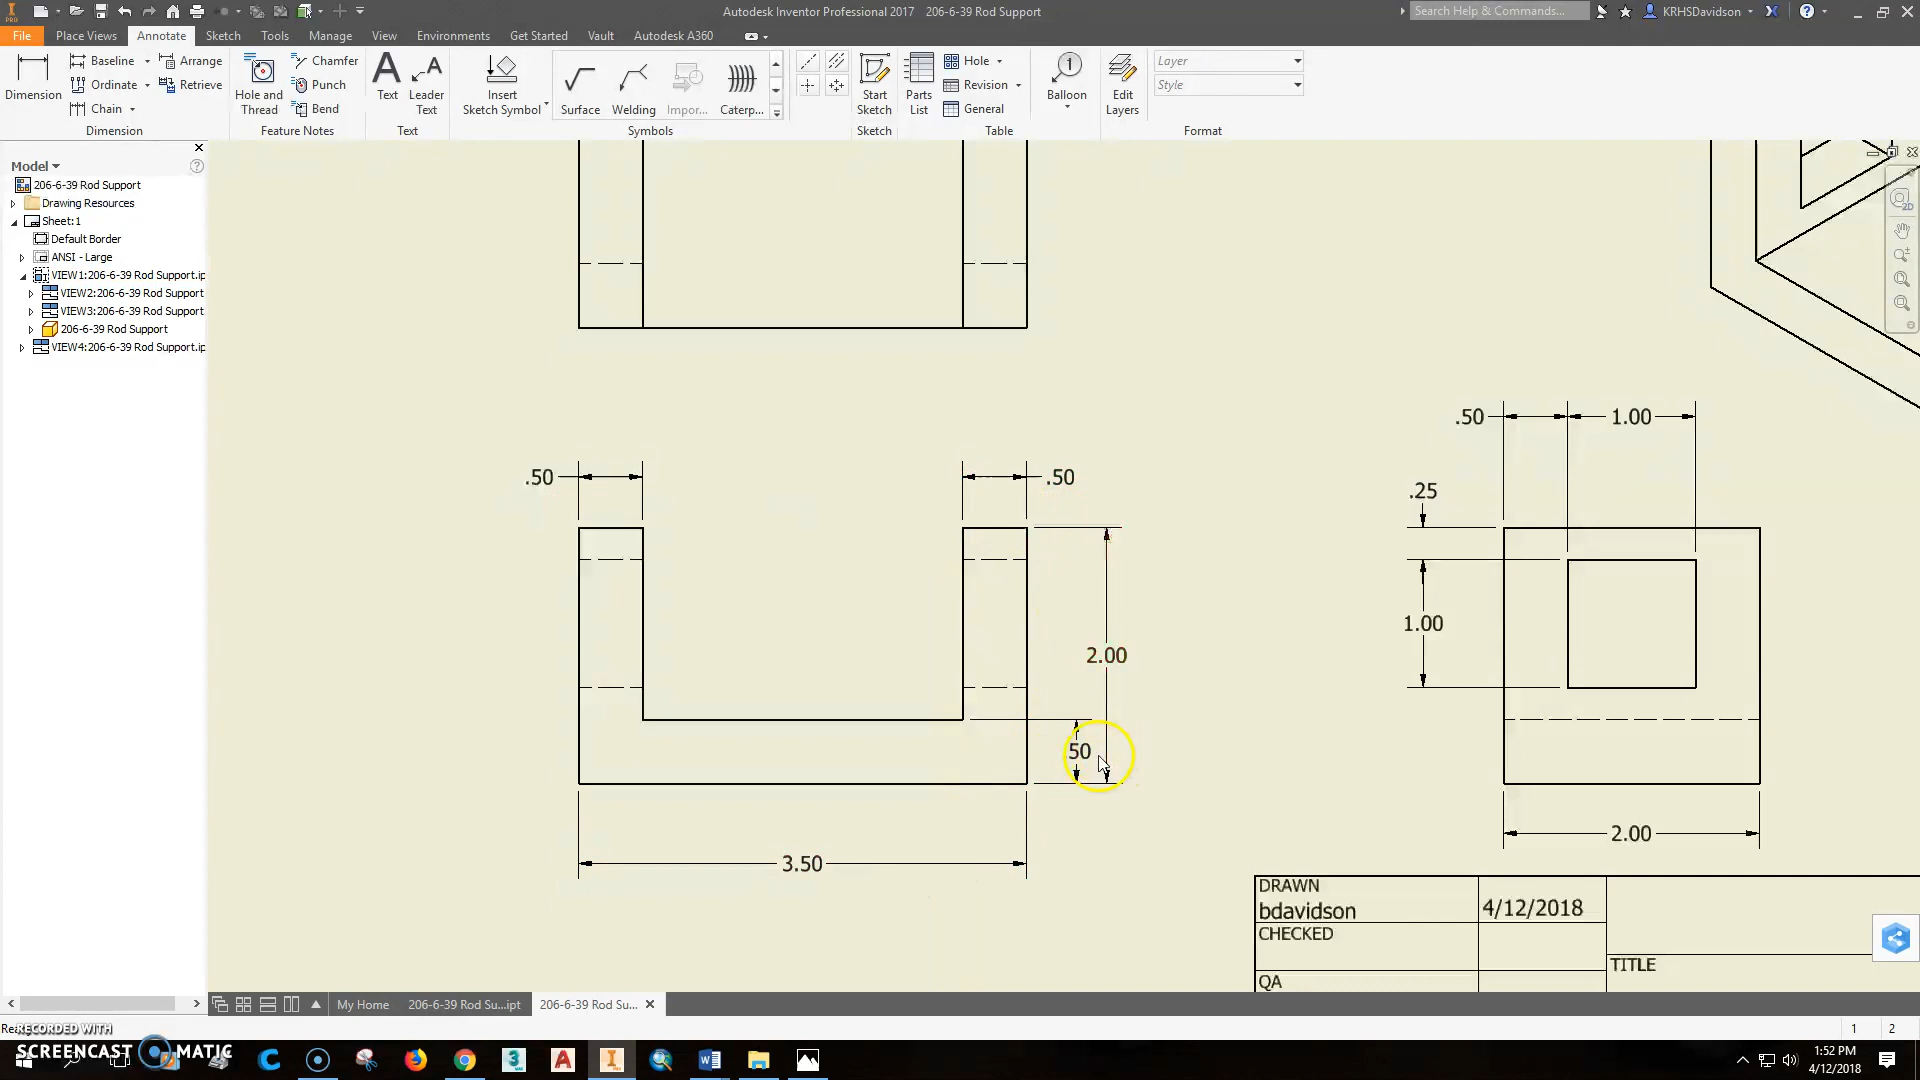 Autodesk Inventor Professional 2017   206-6-39 Rod Support
Search Help & Commands...
KRHSDavidson
PRO
File
Place Views
Annotate
Sketch
Tools
Manage
View
Environments
Get Started
Vault
Autodesk A360
Dimension
Baseline
Ordinate
Chain
Arrange
Retrieve
Dimension
Hole and Thread
Chamfer
Punch
Bend
Feature Notes
Text
Leader Text
Text
Insert Sketch Symbol
Surface
Welding
Impor...
Caterp...
Symbols
Start Sketch
Sketch
Parts List
Hole
Revision
General
Table
Balloon
Edit Layers
Layer
Style
Format
Model
206-6-39 Rod Support
Drawing Resources
Sheet:1
Default Border
ANSI - Large
VIEW1:206-6-39 Rod Support.ip
VIEW2:206-6-39 Rod Support
VIEW3:206-6-39 Rod Support
206-6-39 Rod Support
VIEW4:206-6-39 Rod Support.ip
2D
.50
.50
2.00
50
3.50
.50
1.00
.25
1.00
2.00
DRAWN
bdavidson
4/12/2018
CHECKED
QA
TITLE
My Home
206-6-39 Rod Su...ipt
206-6-39 Rod Su...
1
2
RECORDED WITH
SCREENCAST MATIC
1:52 PM
4/12/2018